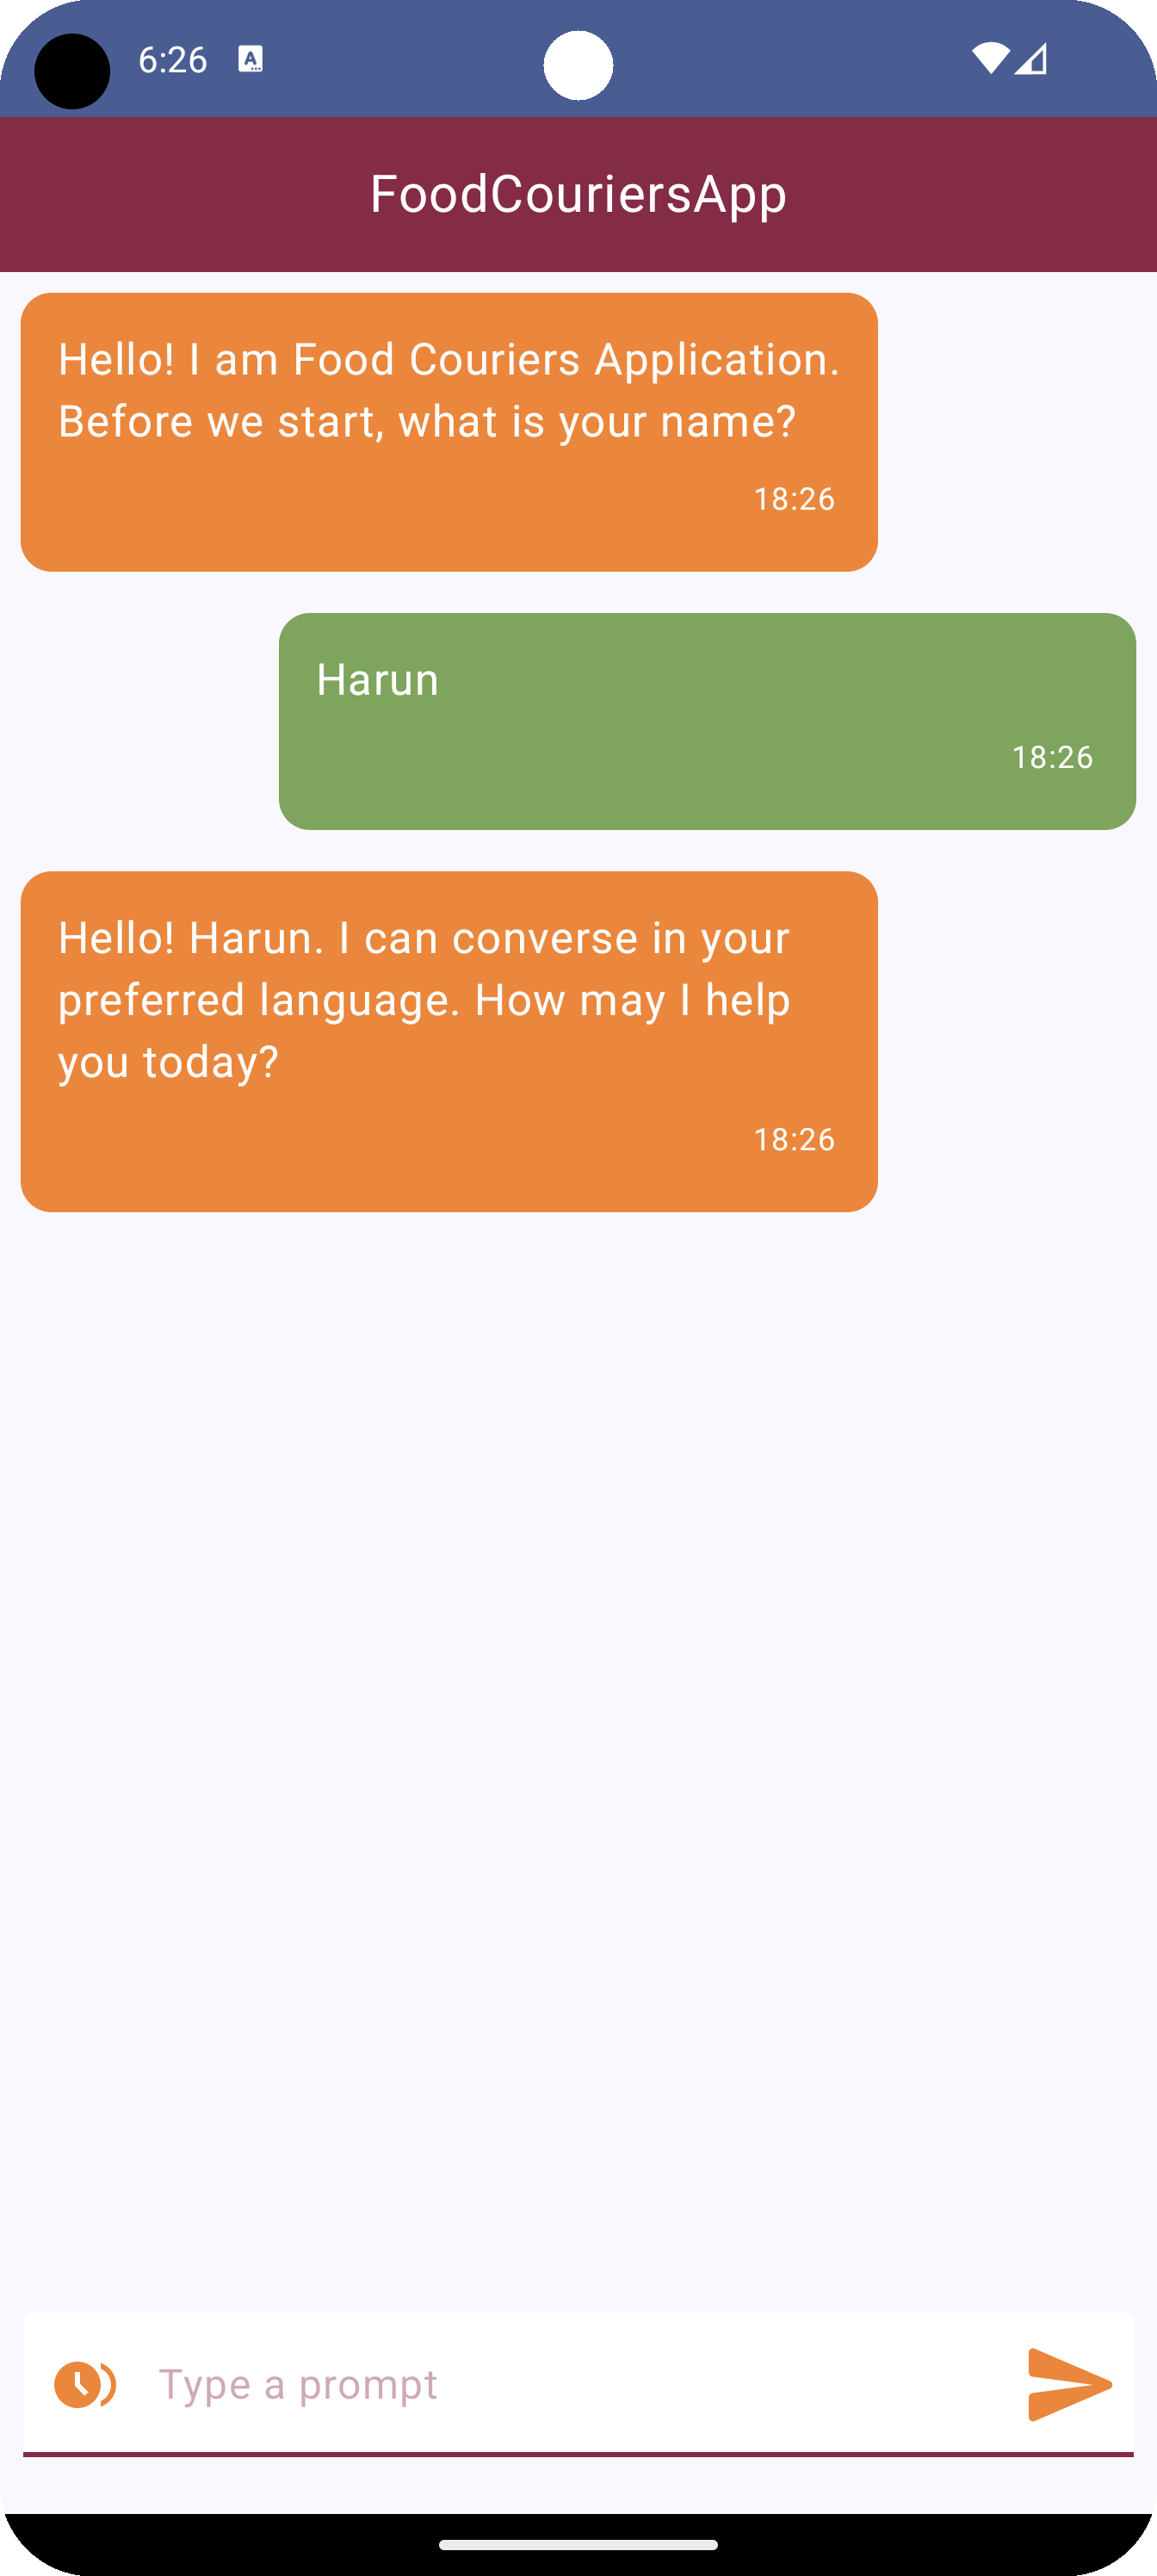 6:26
FoodCouriersApp
Hello! I am Food Couriers Application.
Before we start, what is your name?
18:26
Harun
18:26
Hello! Harun. I can converse in your
preferred language. How may I help
you today?
18:26
Type a prompt